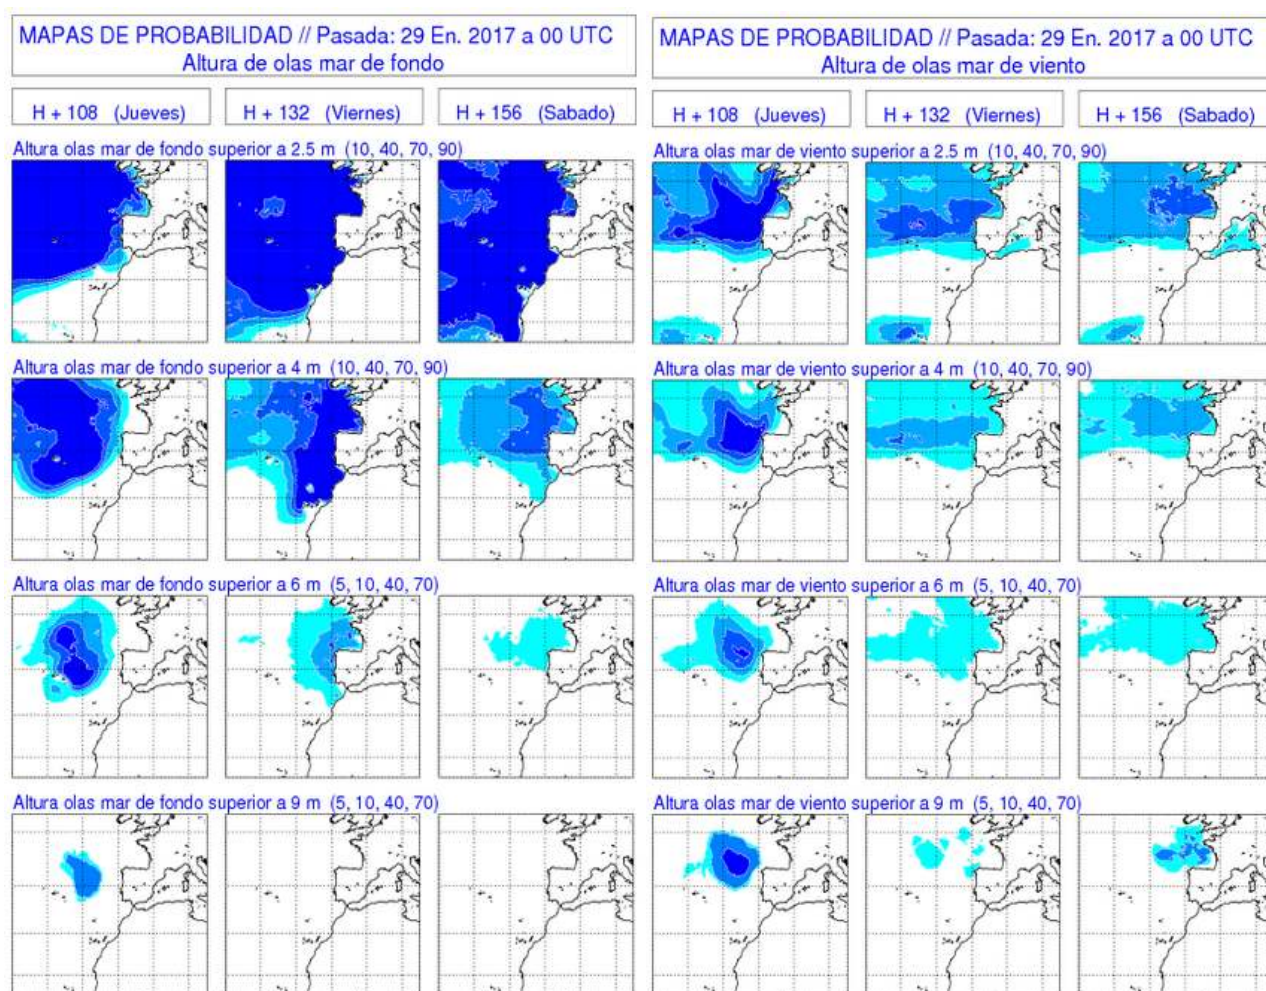 MAPAS DE PROBABILIDAD // Pasada: 29 En. 2017 a 00 UTC
Altura de olas mar de fondo
H + 108 (Jueves)
H + 132 (Viernes)
H + 156 (Sabado)
Altura olas mar de fondo superior a 2.5 m (10, 40, 70, 90)
Altura olas mar de fondo superior a 4 m (10, 40, 70, 90)
Altura olas mar de fondo superior a 6 m (5, 10, 40, 70)
Altura olas mar de fondo superior a 9 m (5, 10, 40, 70)
MAPAS DE PROBABILIDAD // Pasada: 29 En. 2017 a 00 UTC
Altura de olas mar de viento
H + 108 (Jueves)
H + 132 (Viernes)
H + 156 (Sabado)
Altura olas mar de viento superior a 2.5 m (10, 40, 70, 90)
Altura olas mar de viento superior a 4 m (10, 40, 70, 90)
Altura olas mar de viento superior a 6 m (5, 10, 40, 70)
Altura olas mar de viento superior a 9 m (5, 10, 40, 70)